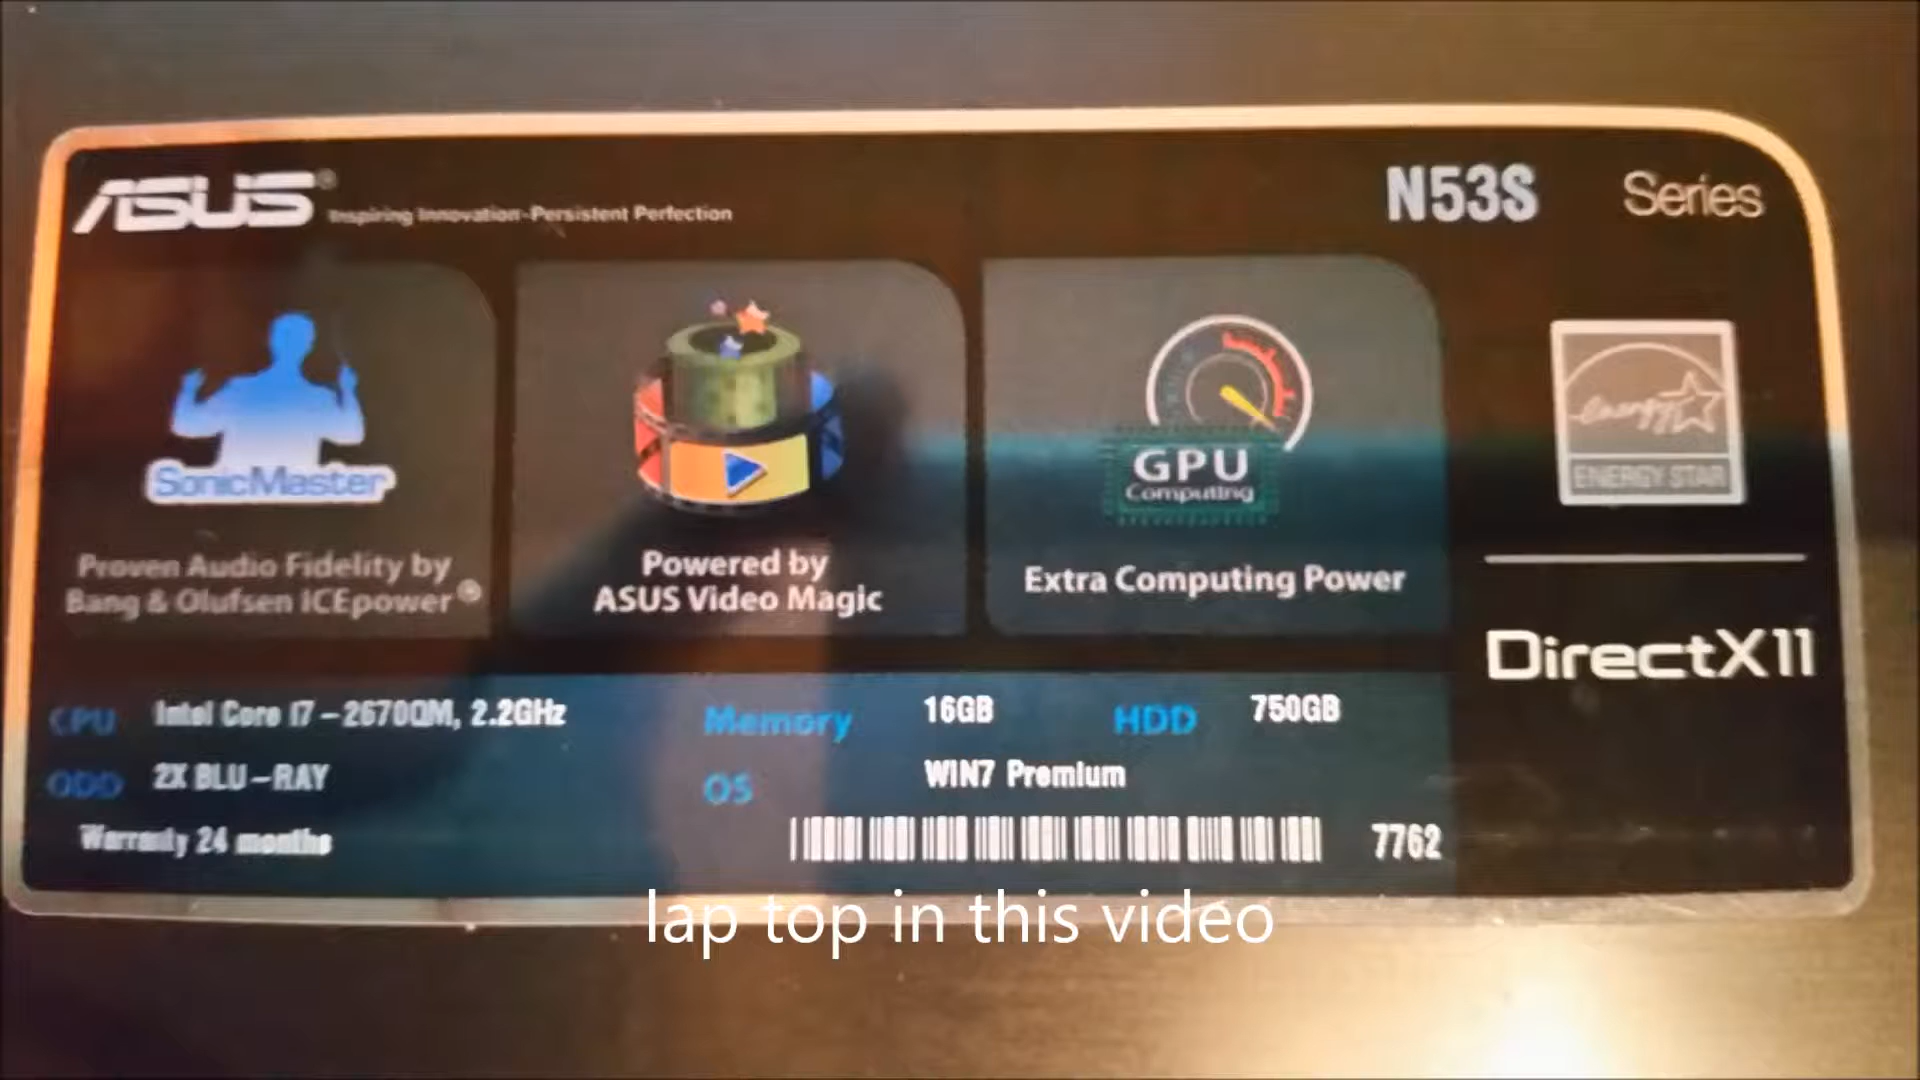 ASUS® Inspiring Innovation-Persistent Perfection
N53S Series
SonicMaster
Proven Audio Fidelity by
Bang & Olufsen ICEpower®
Powered by
ASUS Video Magic
GPU
Computing
Extra Computing Power
energy
ENERGY STAR
DirectX11
CPU Intel Core I7-2670QM, 2.2GHz
Memory 16GB
HDD 750GB
ODD 2X BLU-RAY
OS WIN7 Premium
Warranty 24 months
7762
lap top in this video